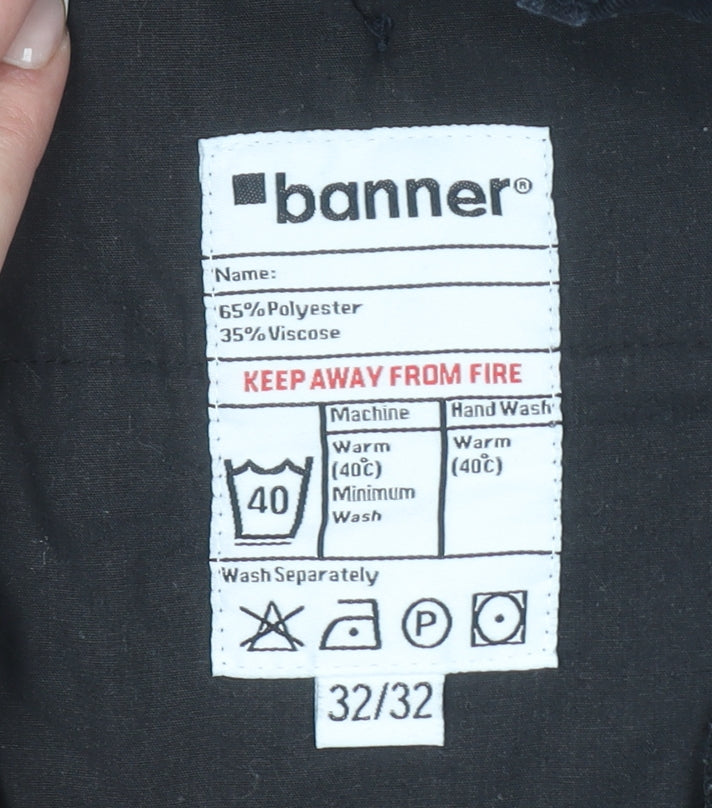 banner®
Name:
65% Polyester
35% Viscose
KEEP AWAY FROM FIRE
Machine
Warm
(40°C)
Minimum
Wash
Hand Wash
Warm
(40°C)
40
Wash Separately
P
32/32